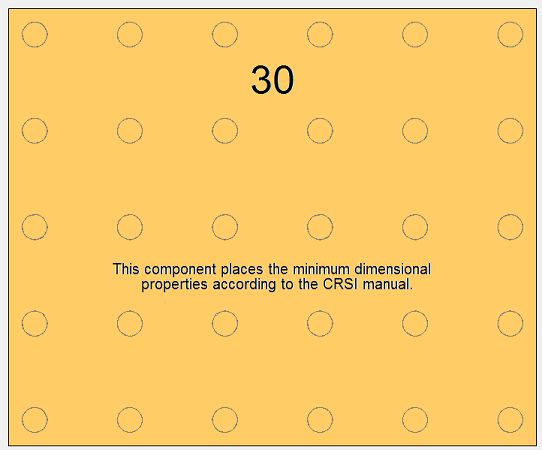 30
This component places the minimum dimensional
properties according to the CRSI manual.